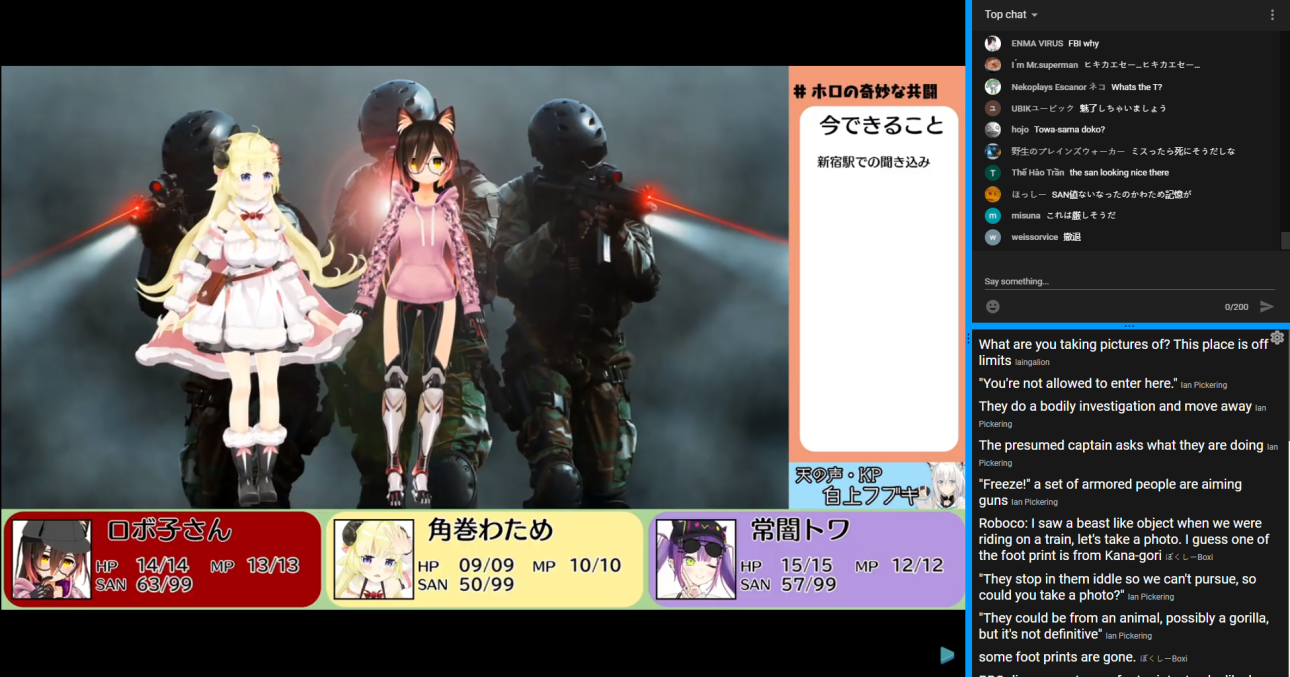 # ホロの奇妙な共闘
今できること
新宿駅での聞き込み
天の声・KP
白上フブキ
ロボ子さん
HP 14/14 MP 13/13
SAN 63/99
角巻わため
HP 09/09 MP 10/10
SAN 50/99
常闇トワ
HP 15/15 MP 12/12
SAN 57/99
Top chat
ENMA VIRUS FBI why
I'm Mr.superman ヒキカエセー…ヒキカエセー…
Nekoplays Escanor ネコ Whats the T?
UBIKユービック 魅了しちゃいましょう
hojo Towa-sama doko?
野生のブレインズウォーカー ミスったら死にそうだしな
Thế Hào Trần the san looking nice there
ほっしー SAN値ないなったのかわため記憶が
misuna これは厳しそうだ
weissorvice 撤退
Say something...
0/200
What are you taking pictures of? This place is off
limits laingalion
"You're not allowed to enter here." Ian Pickering
They do a bodily investigation and move away Ian
Pickering
The presumed captain asks what they are doing Ian
Pickering
"Freeze!" a set of armored people are aiming
guns Ian Pickering
Roboco: I saw a beast like object when we were
riding on a train, let's take a photo. I guess one of
the foot print is from Kana-gori ぼくしーBoxi
"They stop in them iddle so we can't pursue, so
could you take a photo?" Ian Pickering
"They could be from an animal, possibly a gorilla,
but it's not definitive" Ian Pickering
some foot prints are gone. ぼくしーBoxi